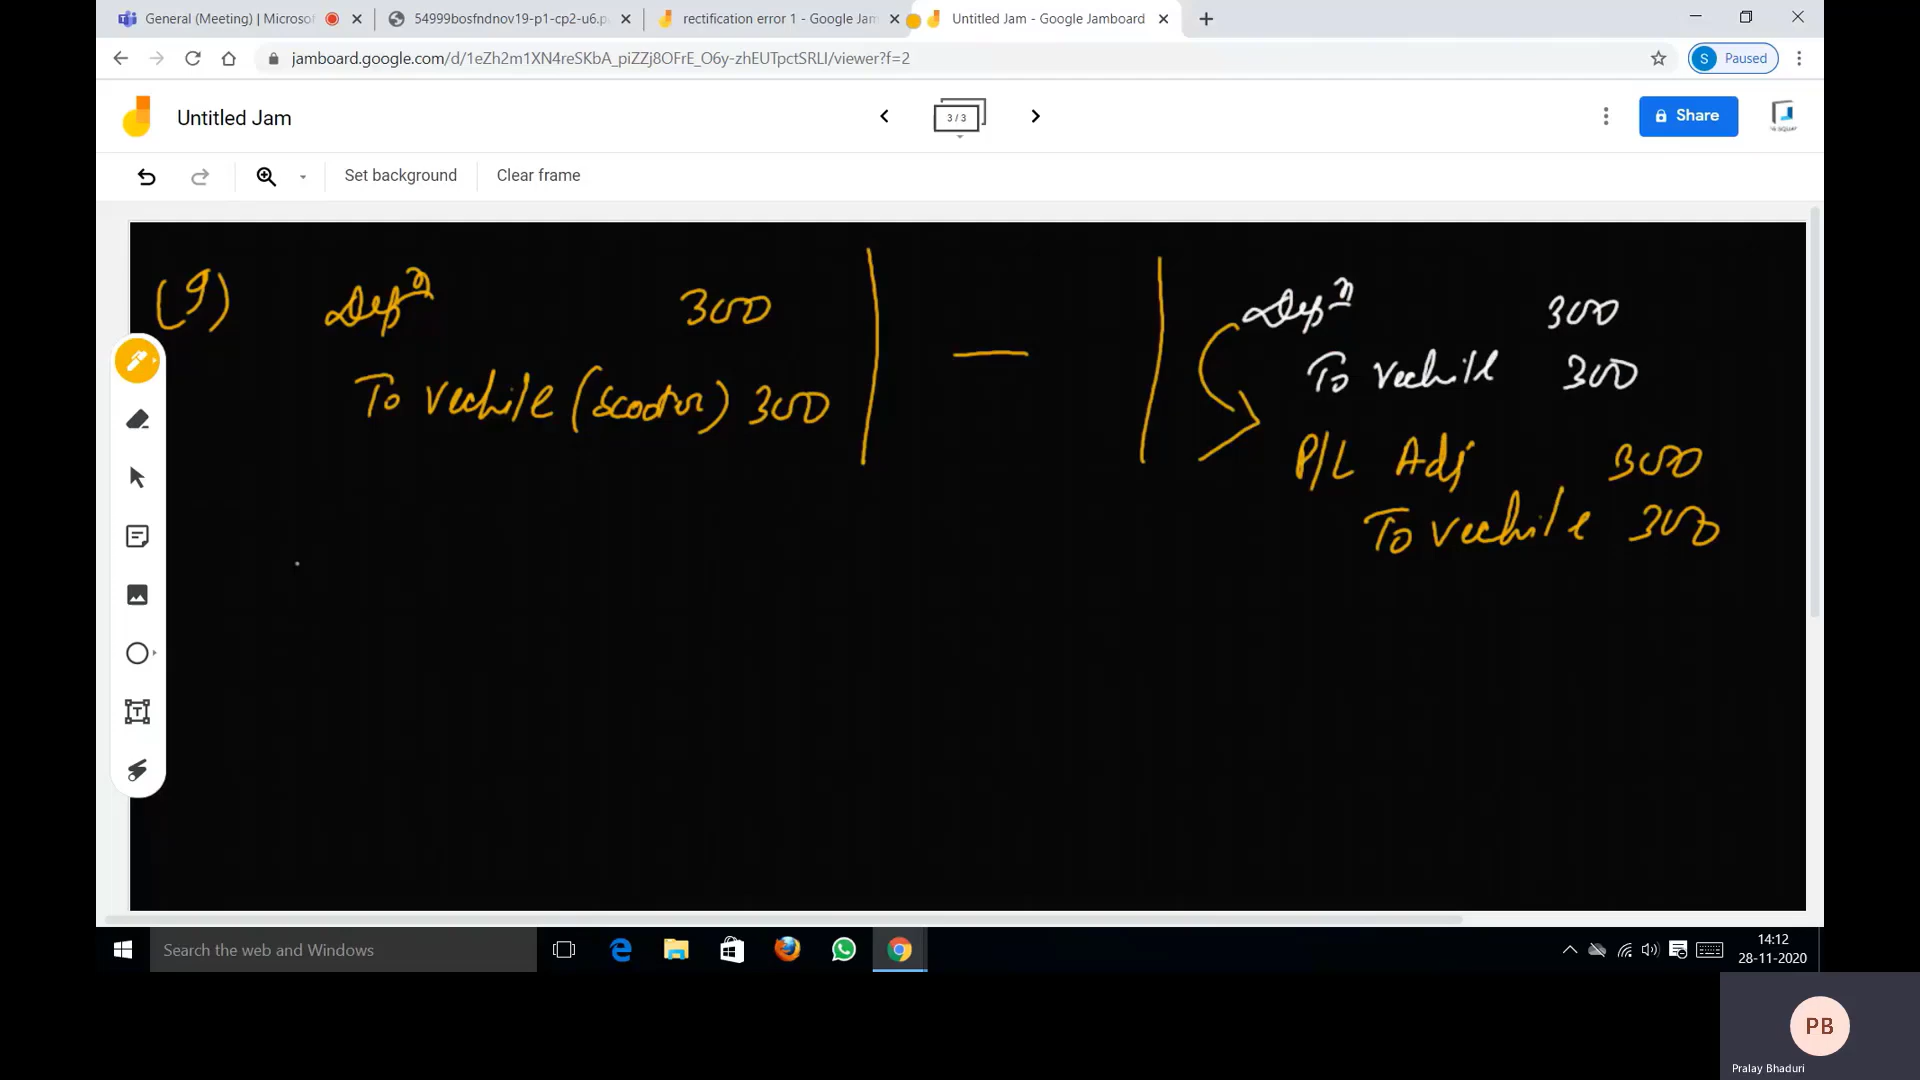 General (Meeting) | Microsof
54999bosfndnov19-p1-cp2-u6.p
rectification error 1 - Google Jam
Untitled Jam - Google Jamboard
jamboard.google.com/d/1eZh2m1XN4reSKbA_piZZj8OFrE_O6y-zhEUTpctSRLI/viewer?f=2
S Paused
Untitled Jam
3 / 3
Share
Set background
Clear frame
(9) Depn 300
To vechile (scooter) 300
—
Depn 300
To vechile 300
P/L Adj 300
To vechile 300
Search the web and Windows
14:12
28-11-2020
PB
Pralay Bhaduri